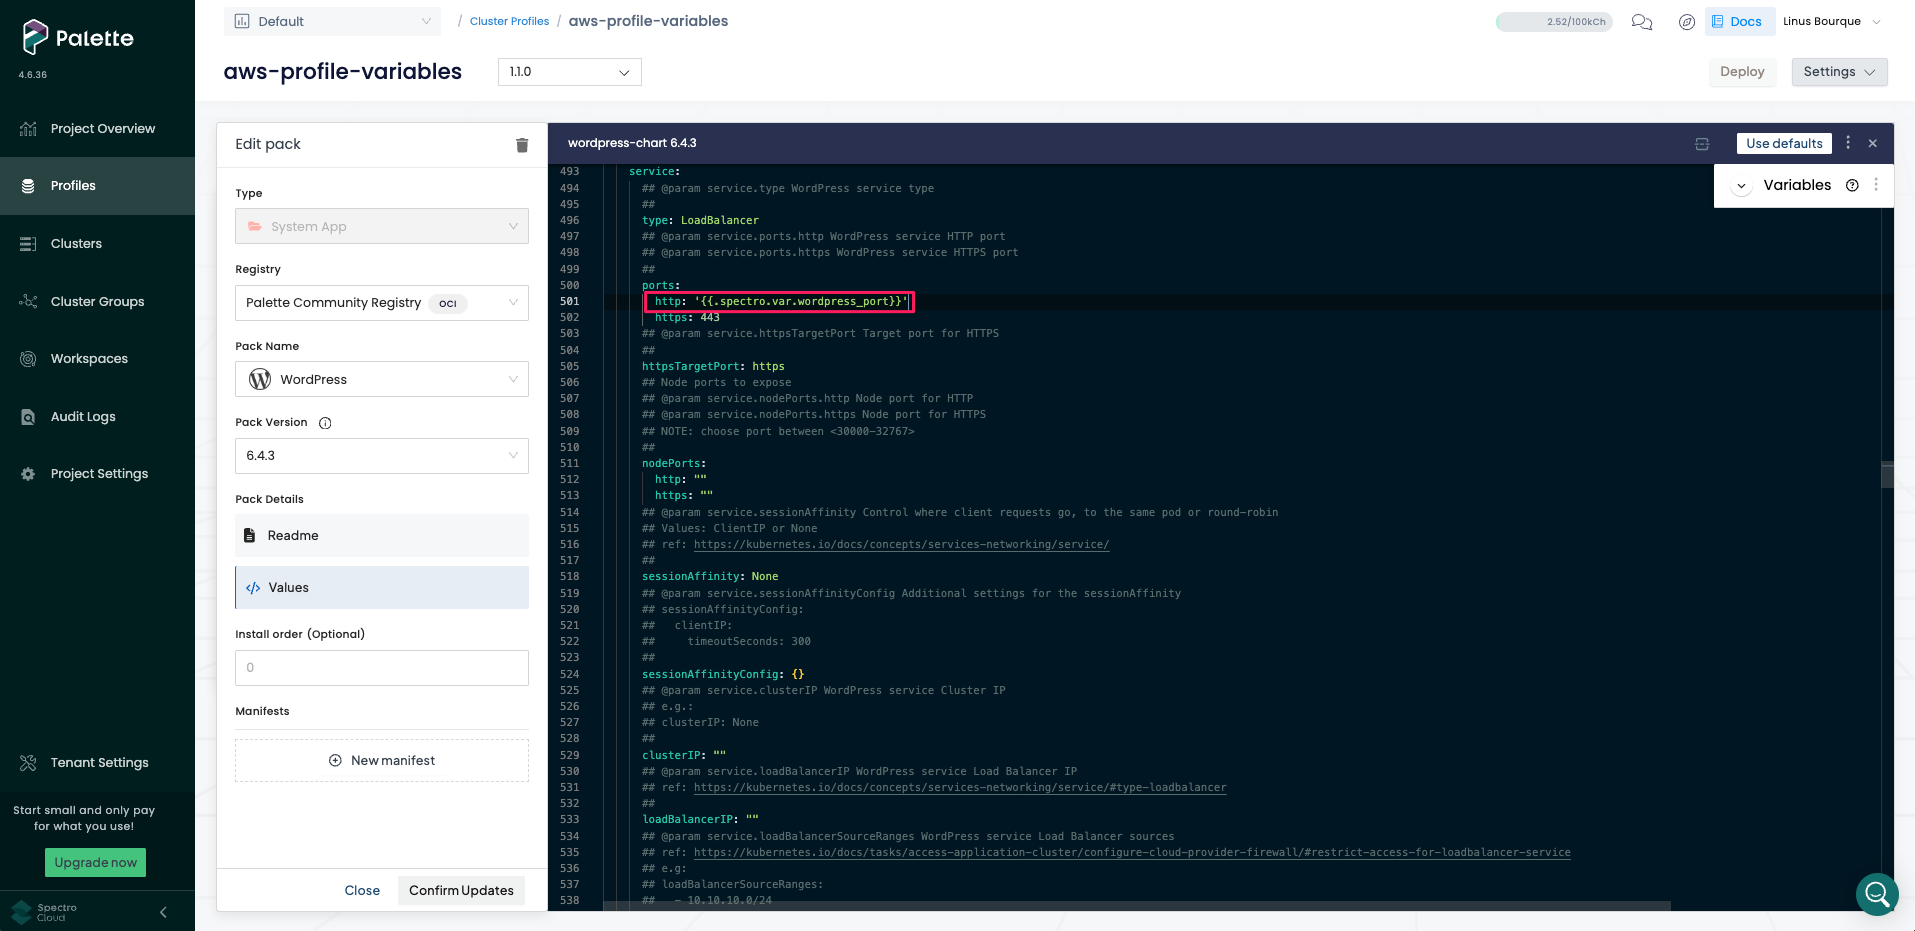 Palette
4.6.36
Project Overview
Profiles
Clusters
Cluster Groups
Workspaces
Audit Logs
Project Settings
Tenant Settings
Start small and only pay
for what you use!
Upgrade now
Spectro
Cloud
Default
/ Cluster Profiles / aws-profile-variables
2.52/100kCh
Docs
Linus Bourque
aws-profile-variables
1.1.0
Deploy
Settings
Edit pack
Type
System App
Registry
Palette Community Registry OCI
Pack Name
WordPress
Pack Version
6.4.3
Pack Details
Readme
</> Values
Install order (Optional)
0
Manifests
New manifest
Close
Confirm Updates
wordpress-chart 6.4.3
Use defaults
Variables
493 service:
494 ## @param service.type WordPress service type
495 ##
496 type: LoadBalancer
497 ## @param service.ports.http WordPress service HTTP port
498 ## @param service.ports.https WordPress service HTTPS port
499 ##
500 ports:
501 http: '{{.spectro.var.wordpress_port}}'
502 https: 443
503 ## @param service.httpsTargetPort Target port for HTTPS
504 ##
505 httpsTargetPort: https
506 ## Node ports to expose
507 ## @param service.nodePorts.http Node port for HTTP
508 ## @param service.nodePorts.https Node port for HTTPS
509 ## NOTE: choose port between <30000-32767>
510 ##
511 nodePorts:
512 http: ""
513 https: ""
514 ## @param service.sessionAffinity Control where client requests go, to the same pod or round-robin
515 ## Values: ClientIP or None
516 ## ref: https://kubernetes.io/docs/concepts/services-networking/service/
517 ##
518 sessionAffinity: None
519 ## @param service.sessionAffinityConfig Additional settings for the sessionAffinity
520 ## sessionAffinityConfig:
521 ## clientIP:
522 ## timeoutSeconds: 300
523 ##
524 sessionAffinityConfig: {}
525 ## @param service.clusterIP WordPress service Cluster IP
526 ## e.g.:
527 ## clusterIP: None
528 ##
529 clusterIP: ""
530 ## @param service.loadBalancerIP WordPress service Load Balancer IP
531 ## ref: https://kubernetes.io/docs/concepts/services-networking/service/#type-loadbalancer
532 ##
533 loadBalancerIP: ""
534 ## @param service.loadBalancerSourceRanges WordPress service Load Balancer sources
535 ## ref: https://kubernetes.io/docs/tasks/access-application-cluster/configure-cloud-provider-firewall/#restrict-access-for-loadbalancer-service
536 ## e.g:
537 ## loadBalancerSourceRanges:
538 ## - 10.10.10.0/24